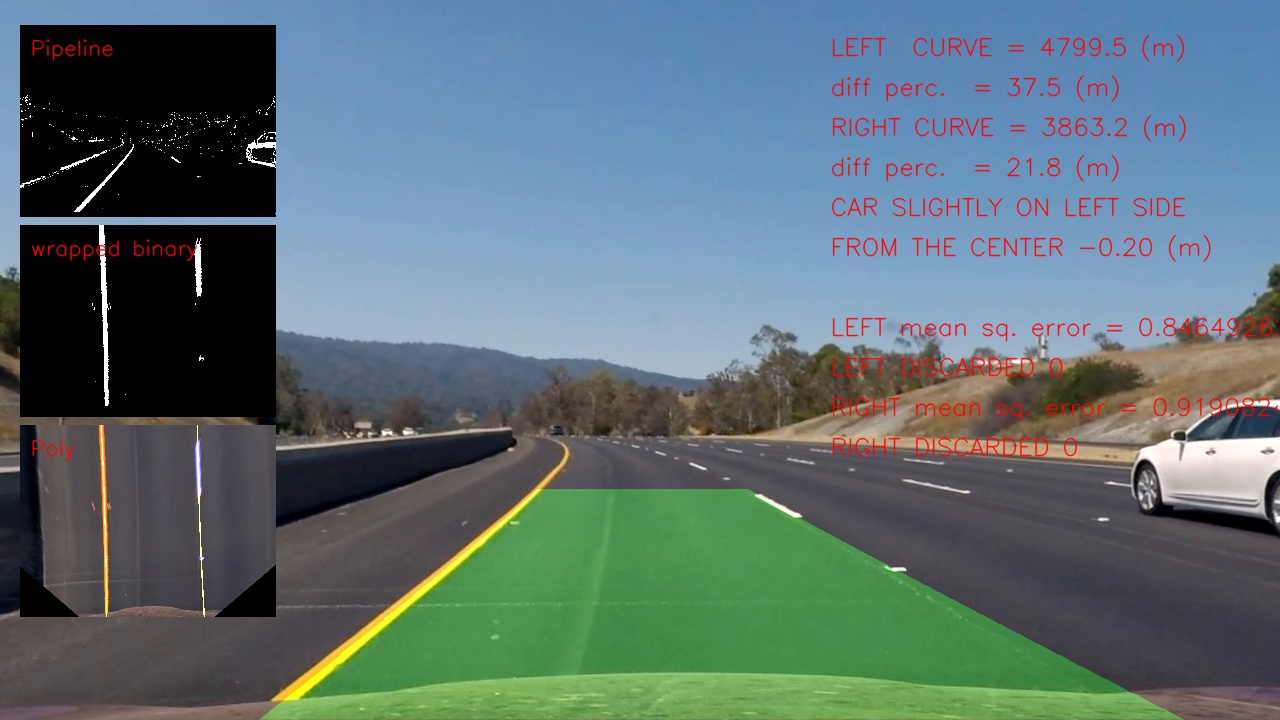 Pipeline
wrapped binary
Poly
LEFT CURVE = 4799.5 (m)
diff perc. = 37.5 (m)
RIGHT CURVE = 3863.2 (m)
diff perc. = 21.8 (m)
CAR SLIGHTLY ON LEFT SIDE
FROM THE CENTER -0.20 (m)
LEFT mean sq. error = 0.8464926
LEFT DISCARDED 0
RIGHT mean sq. error = 0.919082
RIGHT DISCARDED 0